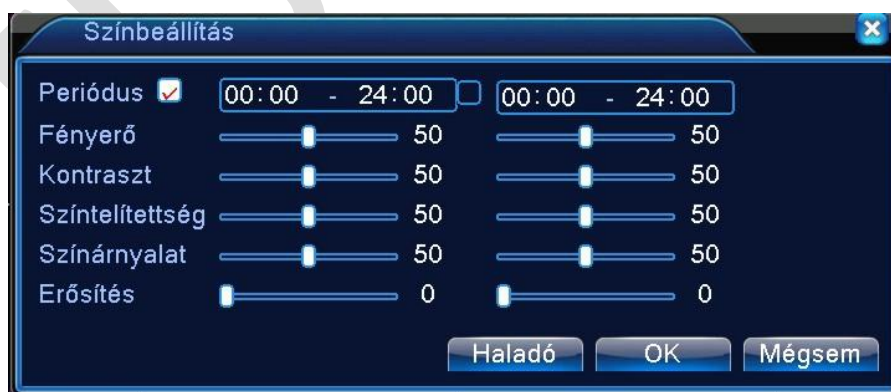 Színbeállítás
Periódus 00:00 - 24:00 00:00 - 24:00
Fényerő 50 50
Kontraszt 50 50
Színtelítettség 50 50
Színárnyalat 50 50
Erősítés 0 0
Haladó OK Mégsem